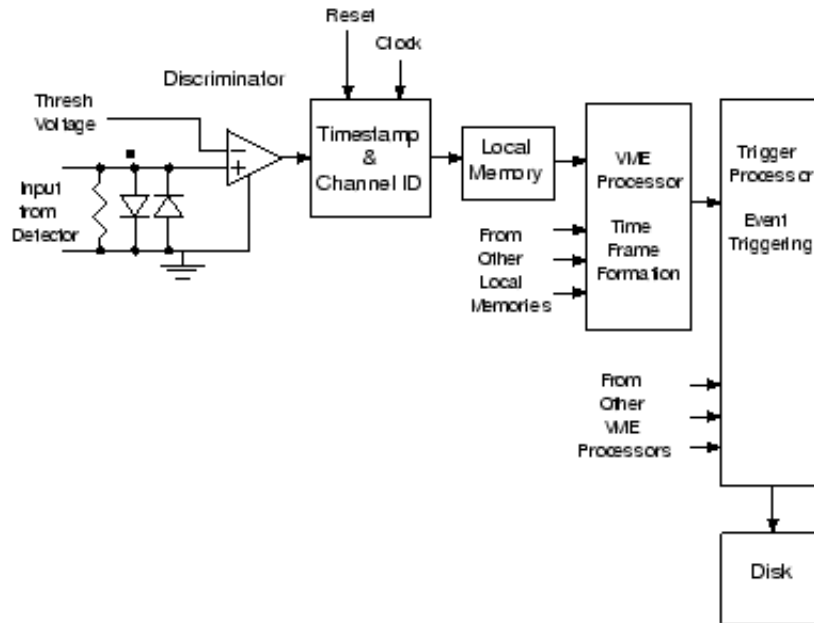 Reset
Clock
Discriminator
Thresh
Voltage
Input
from
Detector
Timestamp
&
Channel ID
Local
Memory
VME
Processor
Time
Frame
Formation
From
Other
Local
Memories
Trigger
Processor
Event
Triggering
From
Other
VME
Processors
Disk